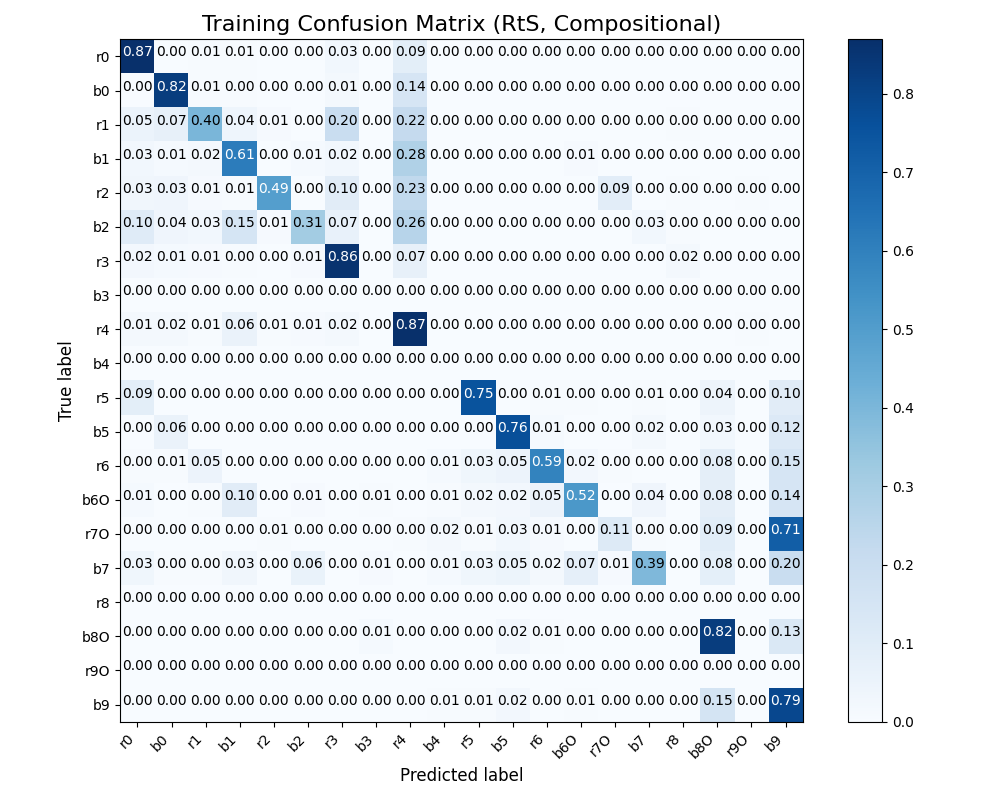 Training Confusion Matrix (RtS, Compositional)
r0 0.87 0.00 0.01 0.01 0.00 0.00 0.03 0.00 0.09 0.00 0.00 0.00 0.00 0.00 0.00 0.00 0.00 0.00 0.00 0.00
b0 0.00 0.82 0.01 0.00 0.00 0.00 0.01 0.00 0.14 0.00 0.00 0.00 0.00 0.00 0.00 0.00 0.00 0.00 0.00 0.00
r1 0.05 0.07 0.40 0.04 0.01 0.00 0.20 0.00 0.22 0.00 0.00 0.00 0.00 0.00 0.00 0.00 0.00 0.00 0.00 0.00
b1 0.03 0.01 0.02 0.61 0.00 0.01 0.02 0.00 0.28 0.00 0.00 0.00 0.00 0.01 0.00 0.00 0.00 0.00 0.00 0.00
r2 0.03 0.03 0.01 0.01 0.49 0.00 0.10 0.00 0.23 0.00 0.00 0.00 0.00 0.00 0.09 0.00 0.00 0.00 0.00 0.00
b2 0.10 0.04 0.03 0.15 0.01 0.31 0.07 0.00 0.26 0.00 0.00 0.00 0.00 0.00 0.00 0.03 0.00 0.00 0.00 0.00
r3 0.02 0.01 0.01 0.00 0.00 0.01 0.86 0.00 0.07 0.00 0.00 0.00 0.00 0.00 0.00 0.00 0.02 0.00 0.00 0.00
b3 0.00 0.00 0.00 0.00 0.00 0.00 0.00 0.00 0.00 0.00 0.00 0.00 0.00 0.00 0.00 0.00 0.00 0.00 0.00 0.00
r4 0.01 0.02 0.01 0.06 0.01 0.01 0.02 0.00 0.87 0.00 0.00 0.00 0.00 0.00 0.00 0.00 0.00 0.00 0.00 0.00
b4 0.00 0.00 0.00 0.00 0.00 0.00 0.00 0.00 0.00 0.00 0.00 0.00 0.00 0.00 0.00 0.00 0.00 0.00 0.00 0.00
r5 0.09 0.00 0.00 0.00 0.00 0.00 0.00 0.00 0.00 0.00 0.75 0.00 0.01 0.00 0.00 0.01 0.00 0.04 0.00 0.10
b5 0.00 0.06 0.00 0.00 0.00 0.00 0.00 0.00 0.00 0.00 0.00 0.76 0.01 0.00 0.00 0.02 0.00 0.03 0.00 0.12
r6 0.00 0.01 0.05 0.00 0.00 0.00 0.00 0.00 0.00 0.01 0.03 0.05 0.59 0.02 0.00 0.00 0.00 0.08 0.00 0.15
b6O 0.01 0.00 0.00 0.10 0.00 0.01 0.00 0.01 0.00 0.01 0.02 0.02 0.05 0.52 0.00 0.04 0.00 0.08 0.00 0.14
r7O 0.00 0.00 0.00 0.00 0.01 0.00 0.00 0.00 0.00 0.02 0.01 0.03 0.01 0.00 0.11 0.00 0.00 0.09 0.00 0.71
b7 0.03 0.00 0.00 0.03 0.00 0.06 0.00 0.01 0.00 0.01 0.03 0.05 0.02 0.07 0.01 0.39 0.00 0.08 0.00 0.20
r8 0.00 0.00 0.00 0.00 0.00 0.00 0.00 0.00 0.00 0.00 0.00 0.00 0.00 0.00 0.00 0.00 0.00 0.00 0.00 0.00
b8O 0.00 0.00 0.00 0.00 0.00 0.00 0.00 0.01 0.00 0.00 0.00 0.02 0.01 0.00 0.00 0.00 0.00 0.82 0.00 0.13
r9O 0.00 0.00 0.00 0.00 0.00 0.00 0.00 0.00 0.00 0.00 0.00 0.00 0.00 0.00 0.00 0.00 0.00 0.00 0.00 0.00
b9 0.00 0.00 0.00 0.00 0.00 0.00 0.00 0.00 0.00 0.01 0.01 0.02 0.00 0.01 0.00 0.00 0.00 0.15 0.00 0.79
r0 b0 r1 b1 r2 b2 r3 b3 r4 b4 r5 b5 r6 b6O r7O b7 r8 b8O r9O b9
Predicted label
True label
0.8
0.7
0.6
0.5
0.4
0.3
0.2
0.1
0.0